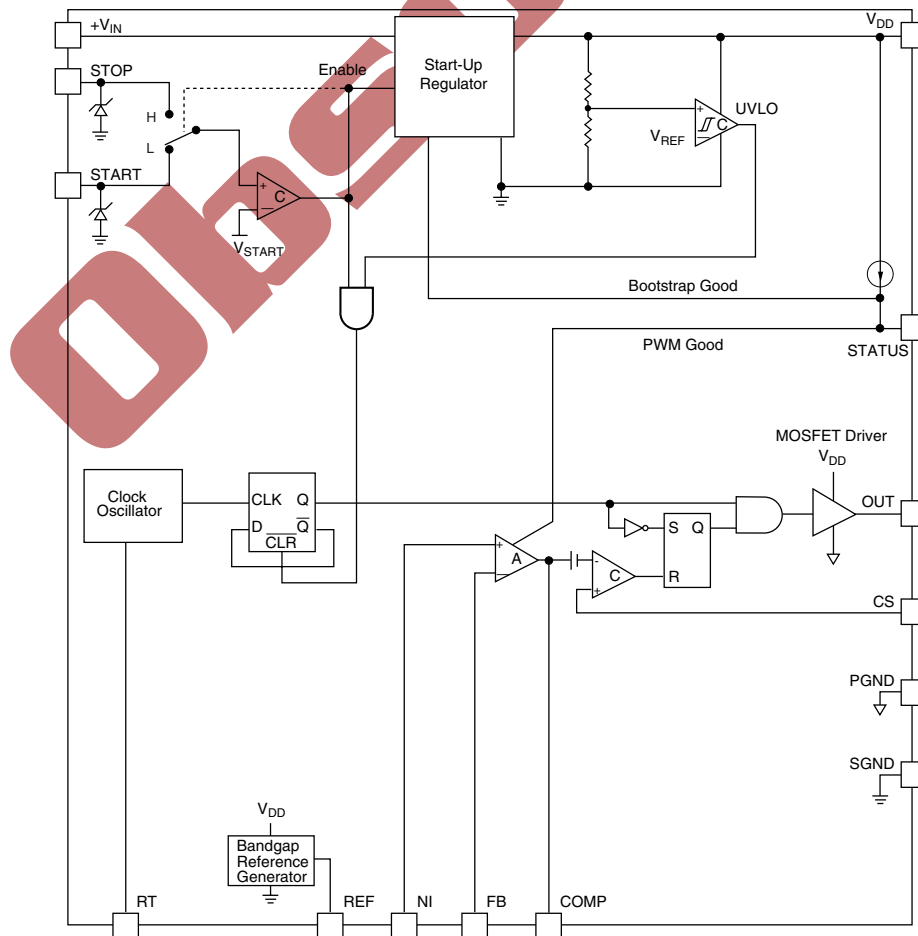 +VIN
VDD
STOP
Start-Up
Regulator
Enable
UVLO
H
+
C
VREF
−
L
START
+
C
−
VSTART
Obs
Bootstrap Good
PWM Good
STATUS
MOSFET Driver
VDD
Clock
Oscillator
CLK Q
OUT
D Q
CLR
S Q
+
A
−
-
C
+
R
CS
PGND
SGND
VDD
Bandgap
Reference
Generator
RT
REF
NI
FB
COMP